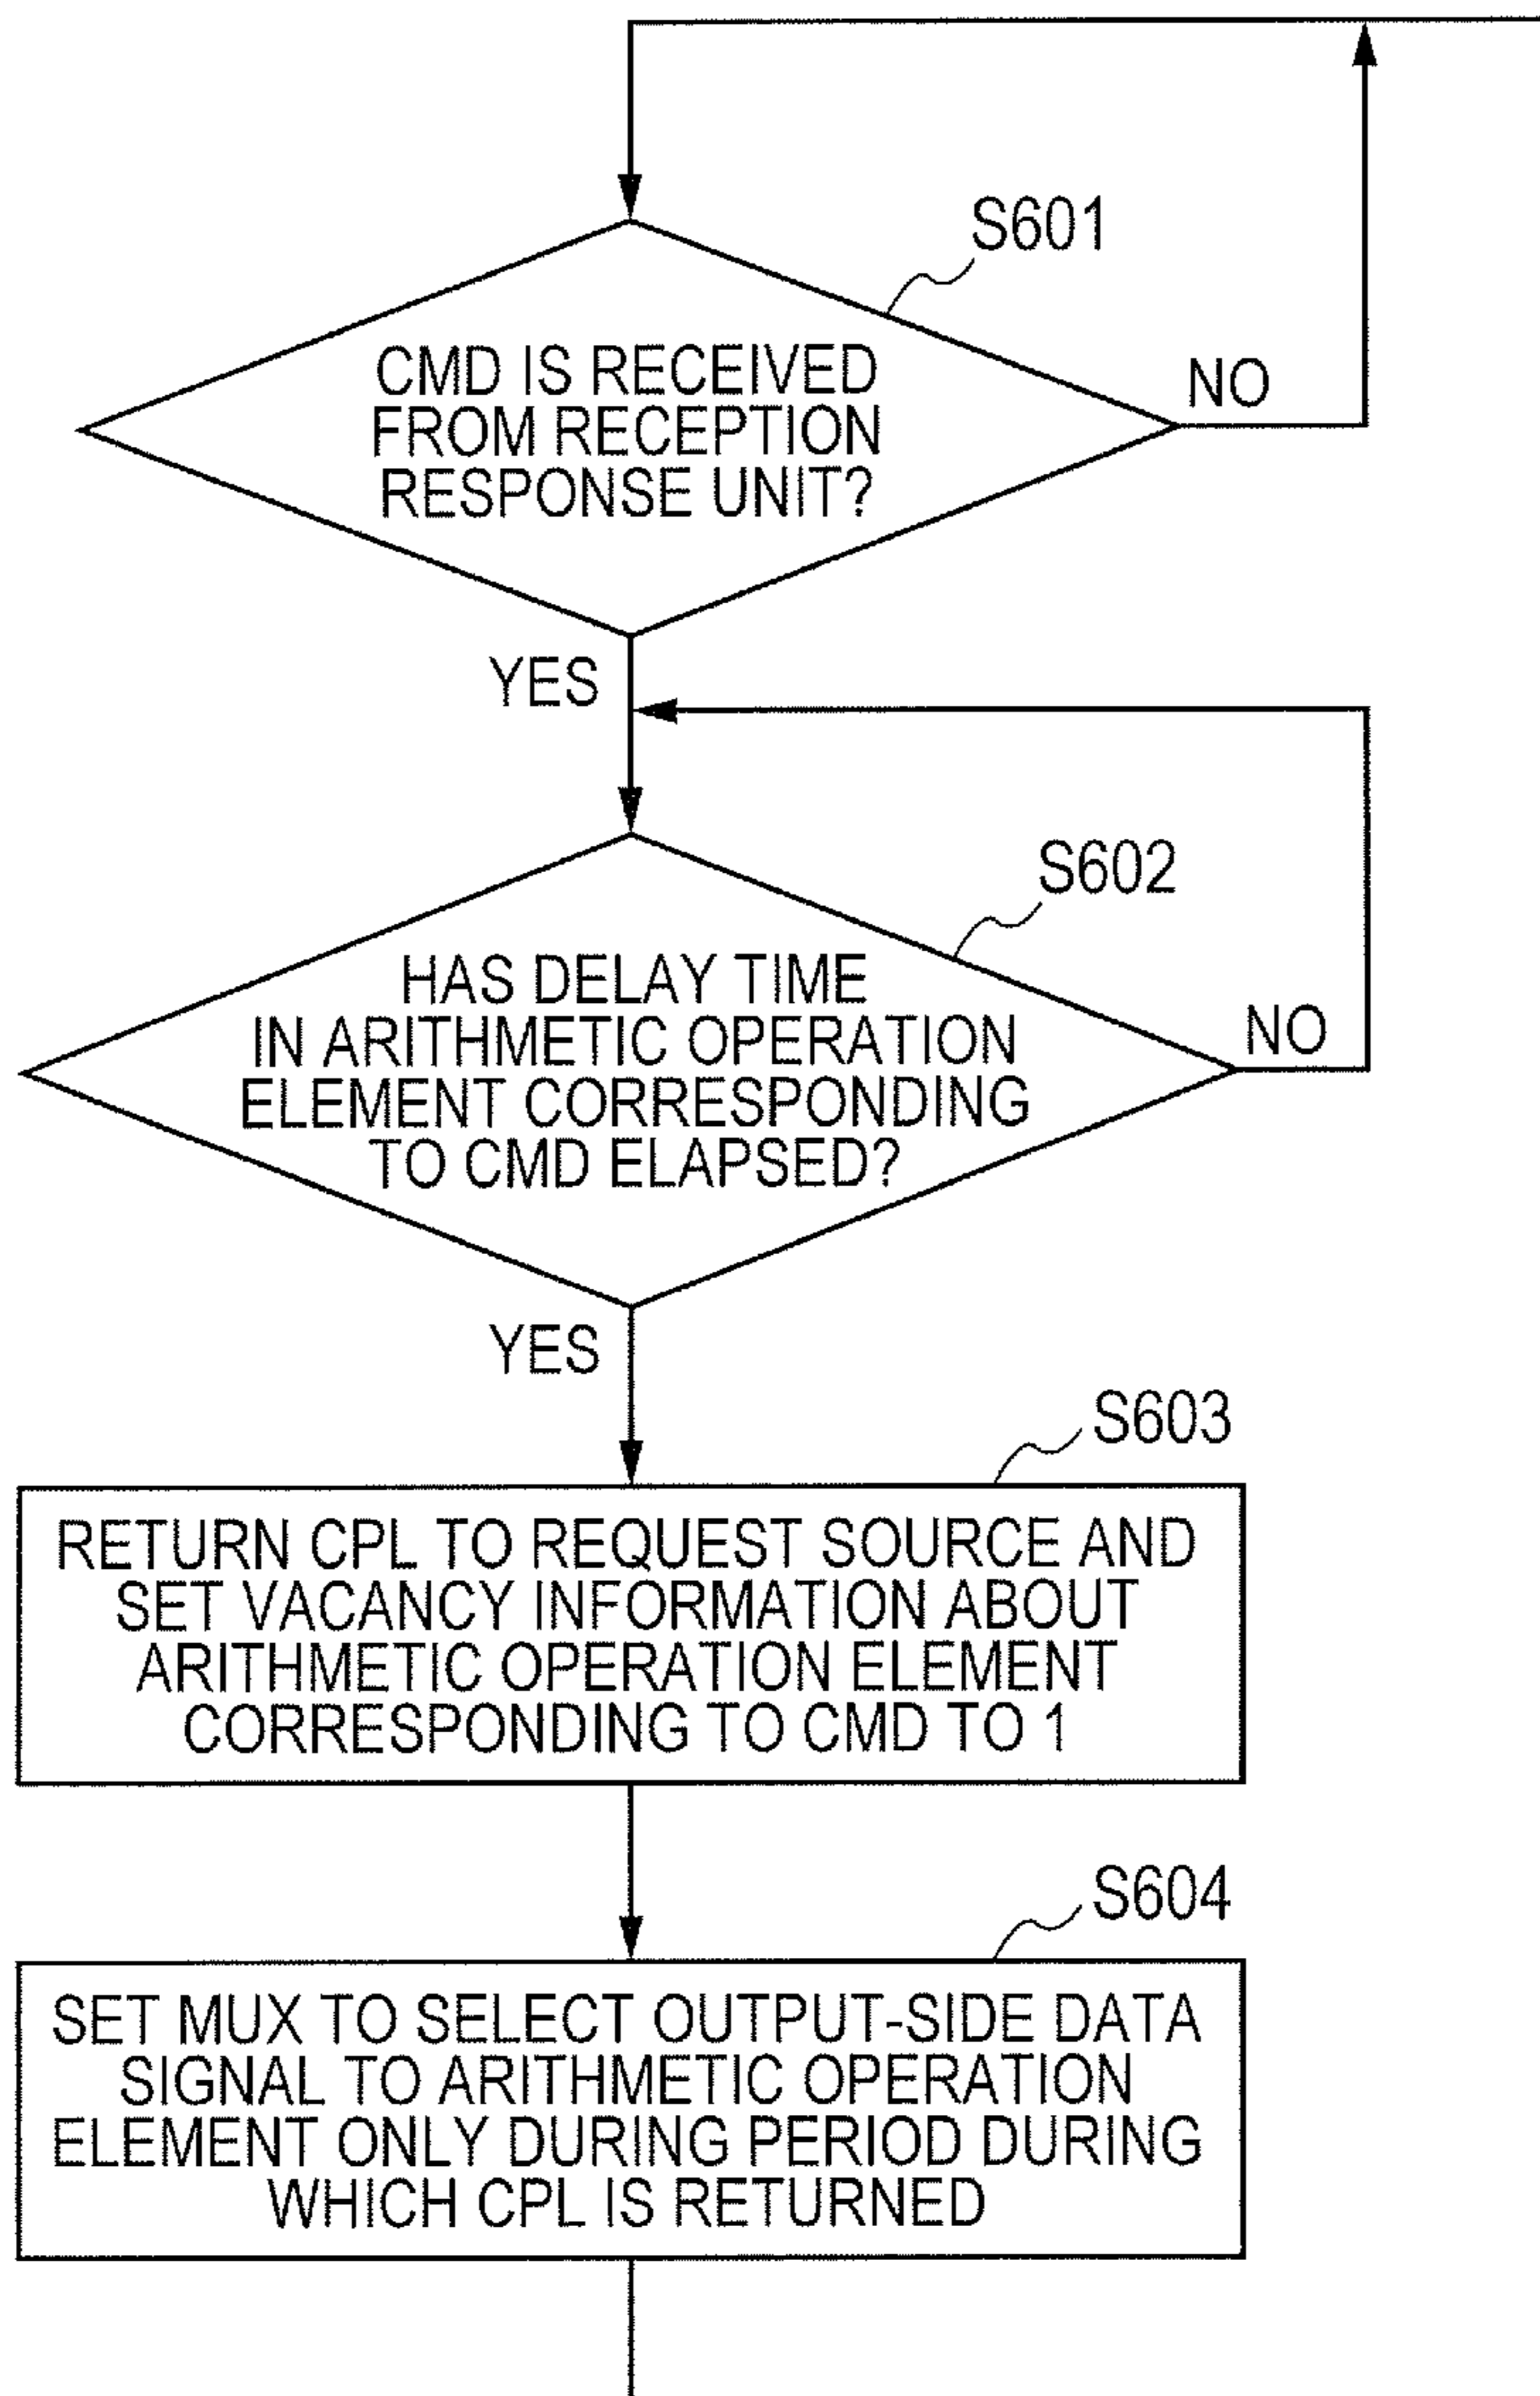 S601
CMD IS RECEIVED
FROM RECEPTION
RESPONSE UNIT?
NO
YES
S602
HAS DELAY TIME
IN ARITHMETIC OPERATION
ELEMENT CORRESPONDING
TO CMD ELAPSED?
NO
YES
S603
RETURN CPL TO REQUEST SOURCE AND
SET VACANCY INFORMATION ABOUT
ARITHMETIC OPERATION ELEMENT
CORRESPONDING TO CMD TO 1
S604
SET MUX TO SELECT OUTPUT-SIDE DATA
SIGNAL TO ARITHMETIC OPERATION
ELEMENT ONLY DURING PERIOD DURING
WHICH CPL IS RETURNED